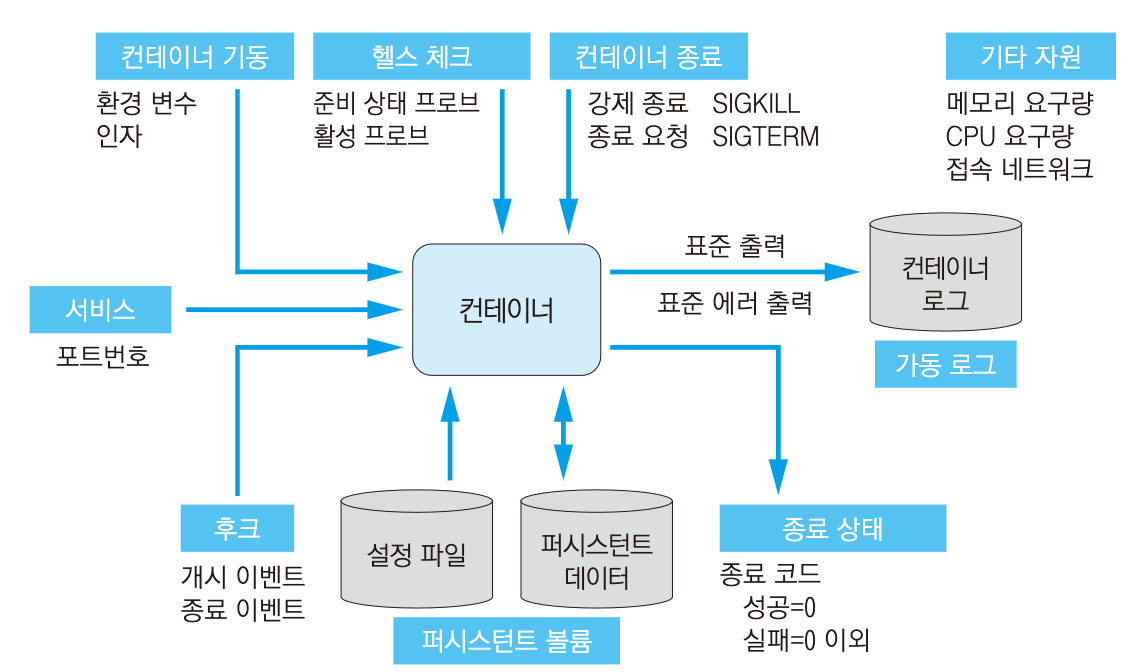 컨테이너 기동
환경 변수
인자
헬스 체크
준비 상태 프로브
활성 프로브
컨테이너 종료
강제 종료 SIGKILL
종료 요청 SIGTERM
기타 자원
메모리 요구량
CPU 요구량
접속 네트워크
서비스
포트번호
컨테이너
표준 출력
표준 에러 출력
컨테이너
로그
가동 로그
후크
개시 이벤트
종료 이벤트
설정 파일
퍼시스턴트
데이터
퍼시스턴트 볼륨
종료 상태
종료 코드
성공=0
실패=0 이외